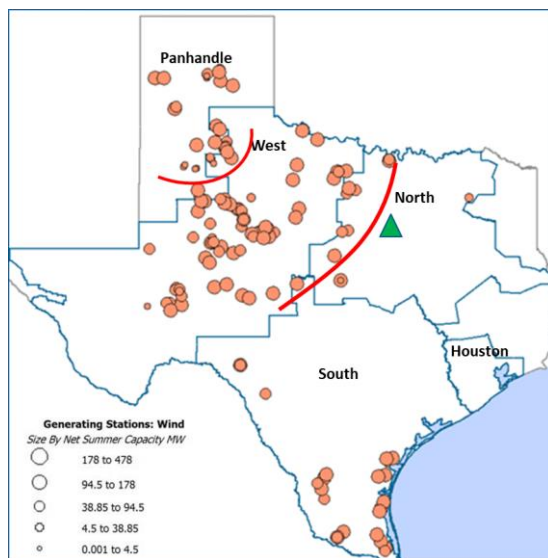 Panhandle
West
North
Houston
South
Generating Stations: Wind
Size By Net Summer Capacity MW
178 to 478
94.5 to 178
38.85 to 94.5
4.5 to 38.85
0.001 to 4.5